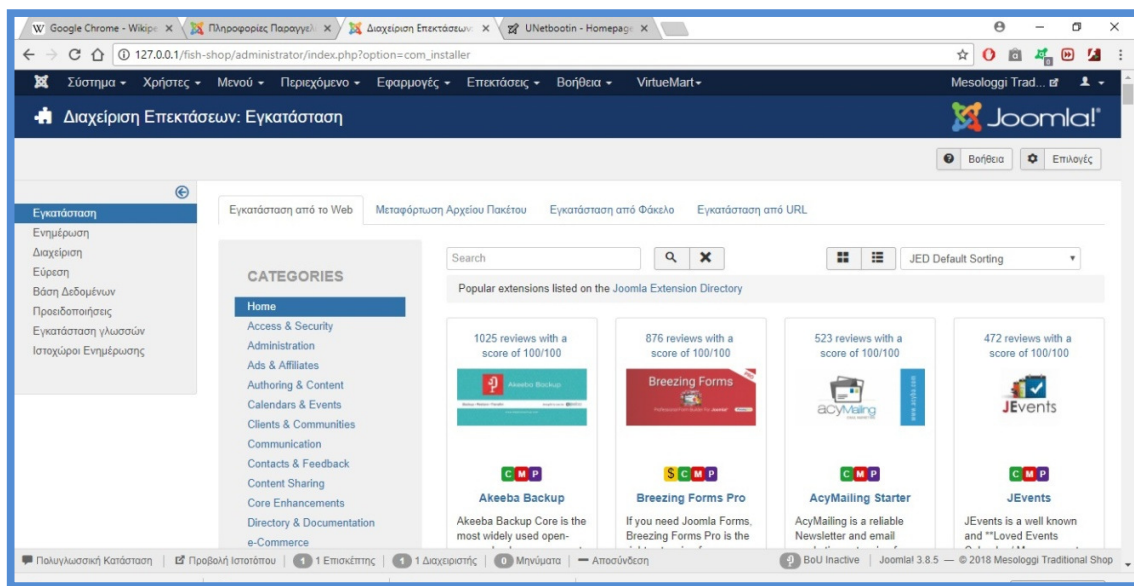 Google Chrome - Wikipe
Πληροφορίες Παραγγελ
Διαχείριση Επεκτάσεων:
UNetbootin - Homepage
127.0.0.1/fish-shop/administrator/index.php?option=com_installer
Σύστημα Χρήστες Μενού Περιεχόμενο Εφαρμογές Επεκτάσεις Βοήθεια VirtueMart Mesologgi Trad...
Διαχείριση Επεκτάσεων: Εγκατάσταση Joomla!
Βοήθεια Επιλογές
Εγκατάσταση
Ενημέρωση
Διαχείριση
Εύρεση
Βάση Δεδομένων
Προειδοποιήσεις
Εγκατάσταση γλωσσών
Ιστοχώροι Ενημέρωσης
Εγκατάσταση από το Web Μεταφόρτωση Αρχείου Πακέτου Εγκατάσταση από Φάκελο Εγκατάσταση από URL
CATEGORIES
Home
Access & Security
Administration
Ads & Affiliates
Authoring & Content
Calendars & Events
Clients & Communities
Communication
Contacts & Feedback
Content Sharing
Core Enhancements
Directory & Documentation
e-Commerce
Search JED Default Sorting
Popular extensions listed on the Joomla Extension Directory
1025 reviews with a
score of 100/100
Akeeba Backup
C M P
Akeeba Backup
Akeeba Backup Core is the
most widely used open-
876 reviews with a
score of 100/100
PRO
Breezing Forms
S C M P
Breezing Forms Pro
If you need Joomla Forms,
Breezing Forms Pro is the
523 reviews with a
score of 100/100
acyMailing
C M P
AcyMailing Starter
AcyMailing is a reliable
Newsletter and email
472 reviews with a
score of 100/100
JEvents
C M P
JEvents
JEvents is a well known
and **Loved Events
Πολυγλωσσική Κατάσταση Προβολή Ιστοτόπου 1 1 Επισκέπτης 1 1 Διαχειριστής 0 Μηνύματα Αποσύνδεση BoU Inactive Joomla! 3.8.5 — © 2018 Mesologgi Traditional Shop